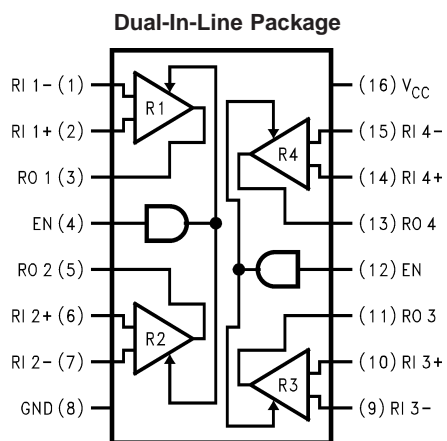 Dual-In-Line Package
RI 1- (1)
RI 1+ (2)
RO 1 (3)
EN (4)
RO 2 (5)
RI 2+ (6)
RI 2- (7)
GND (8)
R1
R2
R4
R3
(16) VCC
(15) RI 4-
(14) RI 4+
(13) RO 4
(12) EN
(11) RO 3
(10) RI 3+
(9) RI 3-